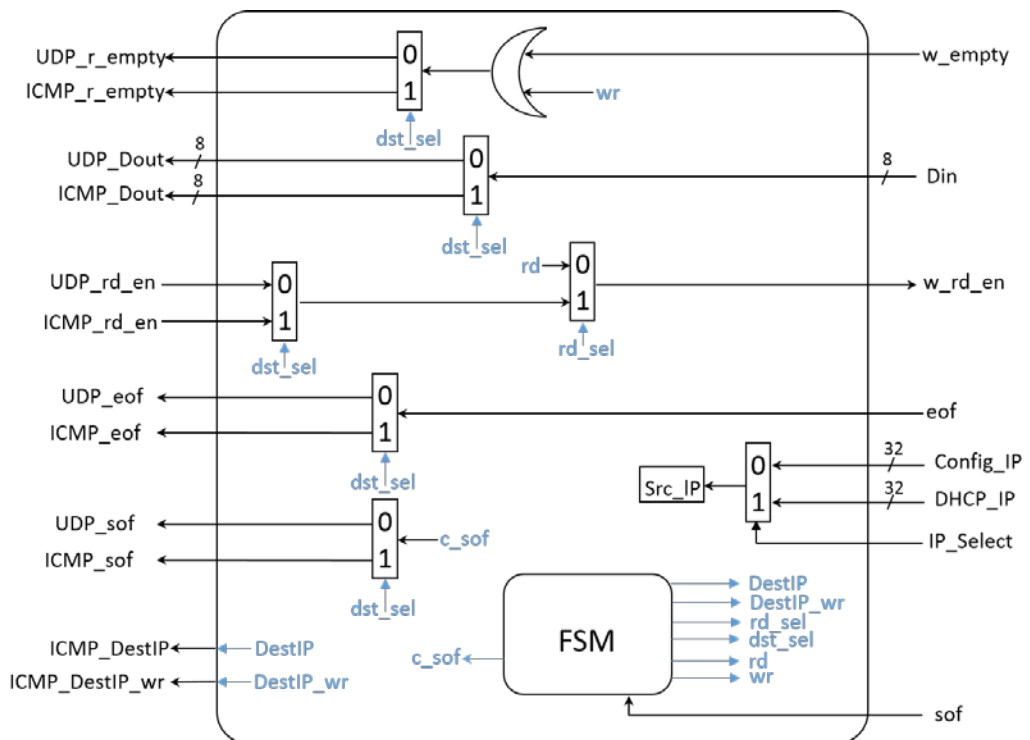 UDP_r_empty
0
w_empty
ICMP_r_empty
1
wr
dst_sel
UDP_Dout
8
0
8
Din
ICMP_Dout
8
1
dst_sel
rd
0
UDP_rd_en
0
w_rd_en
1
ICMP_rd_en
1
rd_sel
dst_sel
UDP_eof
0
eof
ICMP_eof
1
32
Config_IP
0
dst_sel
Src_IP
32
DHCP_IP
1
UDP_sof
0
c_sof
IP_Select
ICMP_sof
1
dst_sel
DestIP
DestIP_wr
rd_sel
FSM
dst_sel
ICMP_DestIP
DestIP
c_sof
rd
wr
ICMP_DestIP_wr
DestIP_wr
sof